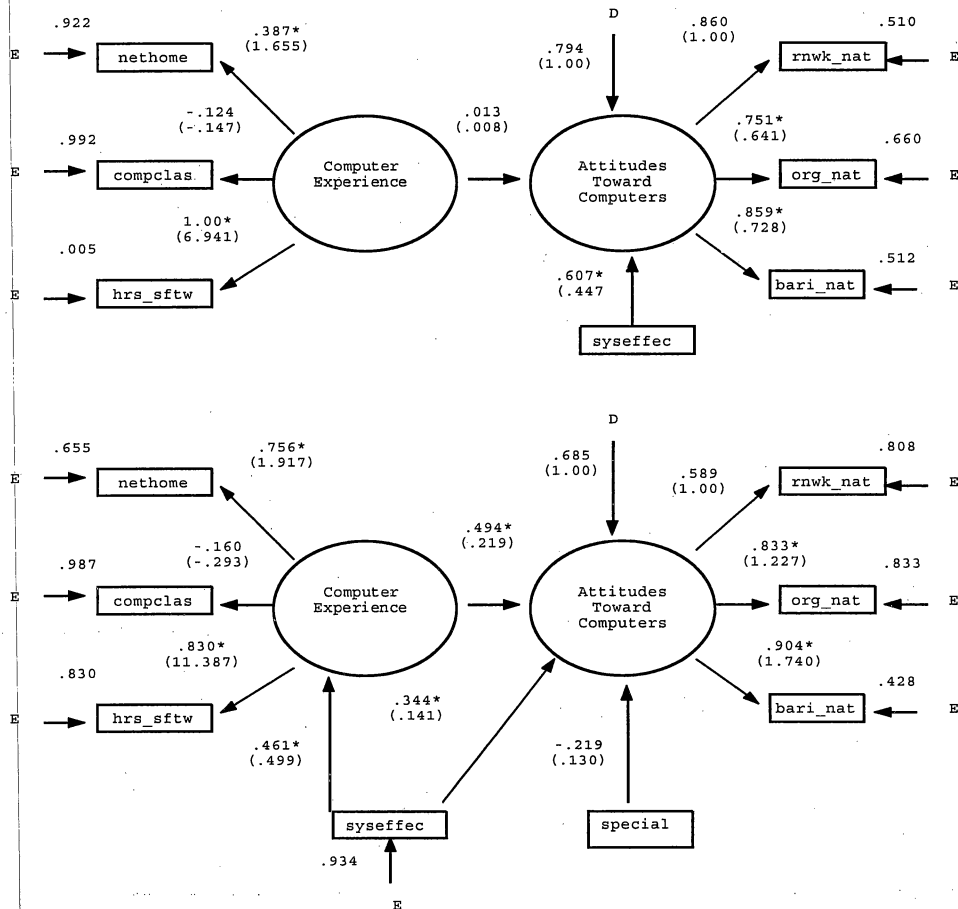 .922
.387*
(1.655)
D
.860
(1.00)
.510
E
nethome
.794
(1.00)
rnwk_nat
E
-.124
(-.147)
.013
(.008)
.751*
(.641)
.992
.660
Computer
Experience
Attitudes
Toward
Computers
E
compclas
org_nat
E
1.00*
(6.941)
.859*
(.728)
.005
.607*
(.447
.512
E
hrs_sftw
bari_nat
E
syseffec
D
.655
.756*
(1.917)
.685
(1.00)
.589
(1.00)
.808
E
nethome
rnwk_nat
E
-.160
(-.293)
.494*
(.219)
.833*
(1.227)
.987
.833
Computer
Experience
Attitudes
Toward
Computers
E
compclas
org_nat
E
.830*
(11.387)
.904*
(1.740)
.830
.344*
(.141)
.428
E
hrs_sftw
bari_nat
E
.461*
(.499)
-.219
(.130)
syseffec
special
.934
E